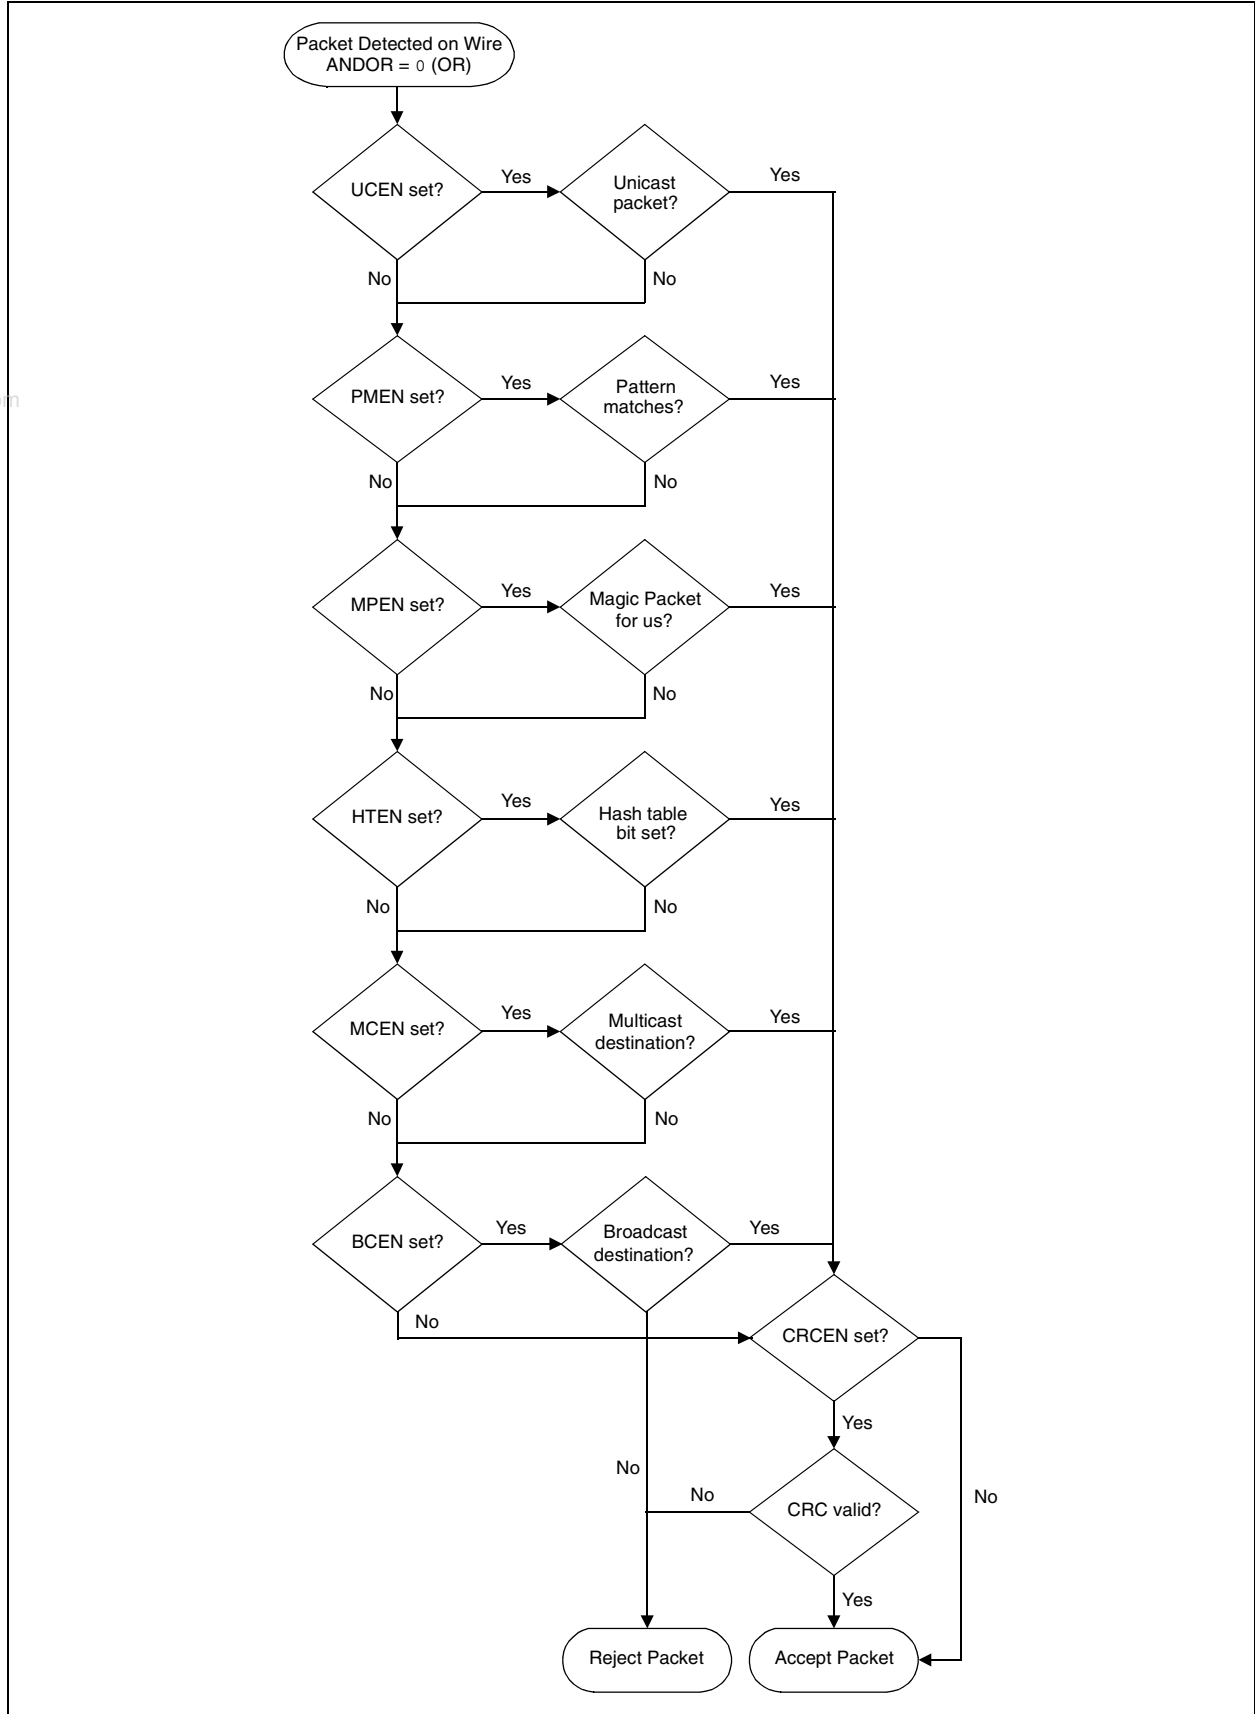 Packet Detected on Wire
ANDOR = 0 (OR)
UCEN set?
Yes
Unicast
packet?
Yes
No
No
PMEN set?
Yes
Pattern
matches?
Yes
No
No
MPEN set?
Yes
Magic Packet
for us?
Yes
No
No
HTEN set?
Yes
Hash table
bit set?
Yes
No
No
MCEN set?
Yes
Multicast
destination?
Yes
No
No
BCEN set?
Yes
Broadcast
destination?
Yes
No
CRCEN set?
Yes
No
No
No
CRC valid?
Yes
Reject Packet
Accept Packet